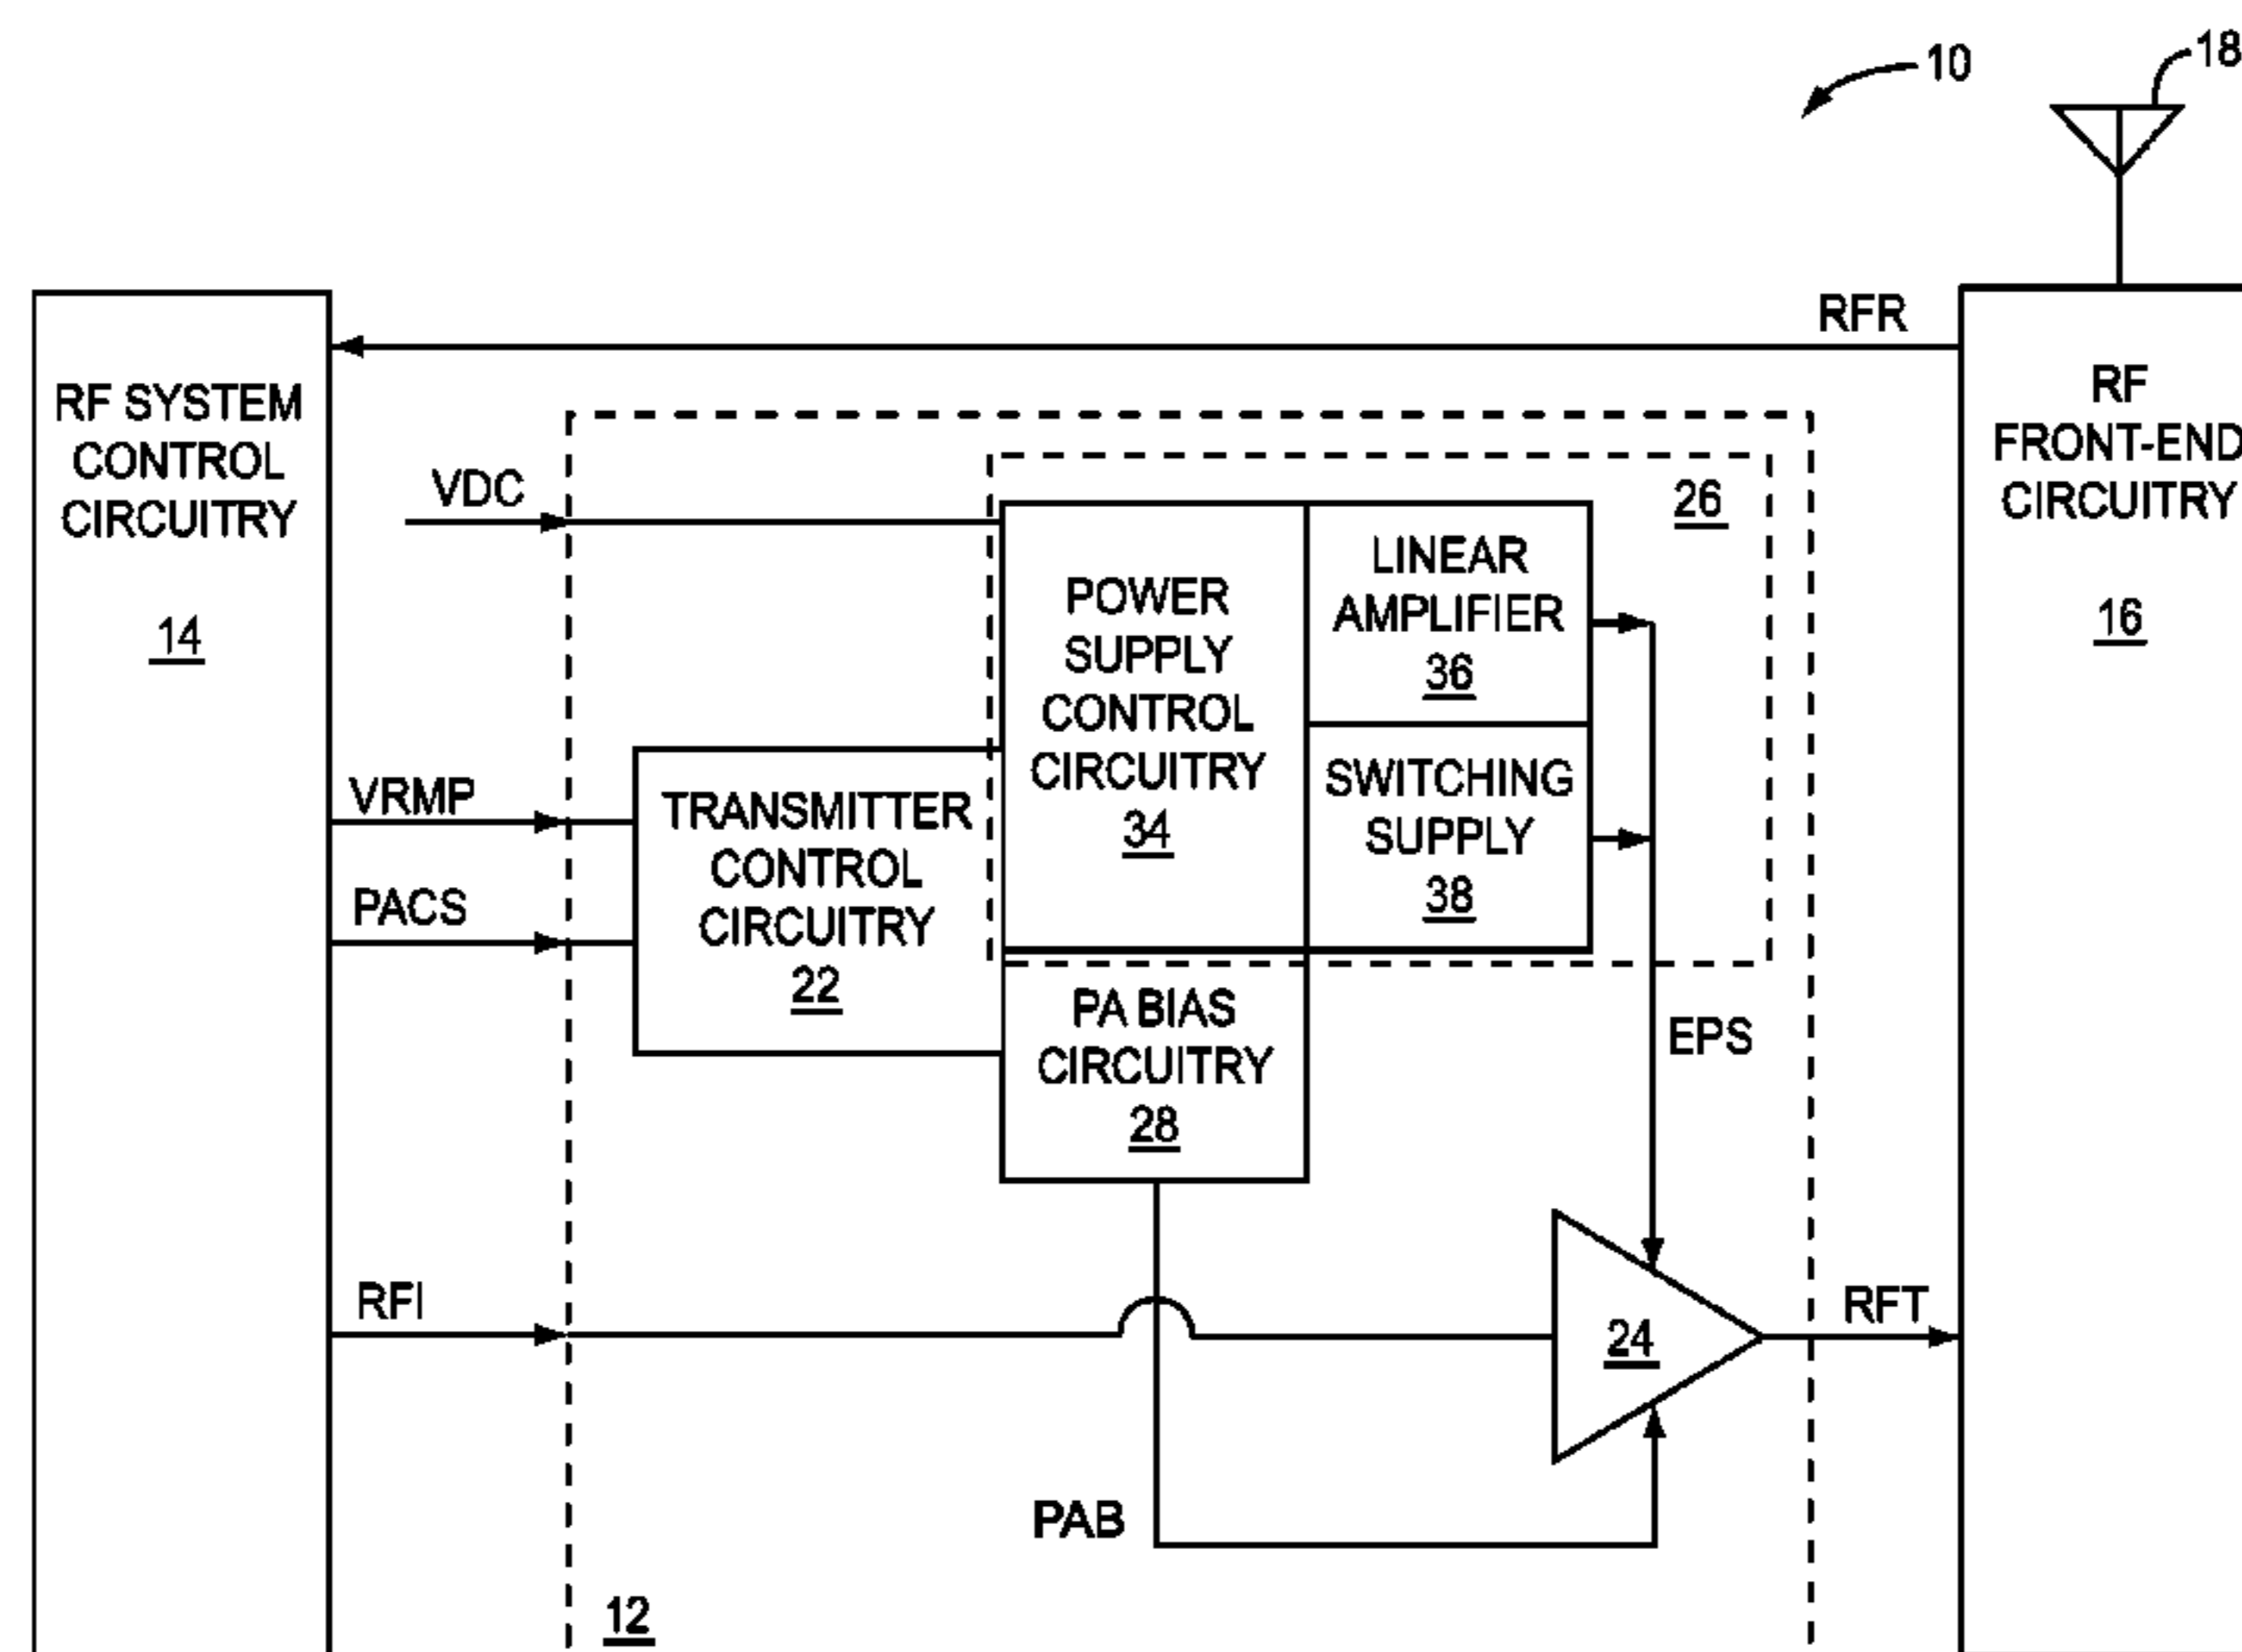 10
18
RFR
RF SYSTEM
CONTROL
CIRCUITRY
14
RF
FRONT-END
CIRCUITRY
16
VDC
26
POWER
SUPPLY
CONTROL
CIRCUITRY
34
LINEAR
AMPLIFIER
36
SWITCHING
SUPPLY
38
VRMP
PACS
TRANSMITTER
CONTROL
CIRCUITRY
22
PA BIAS
CIRCUITRY
28
EPS
RFI
24
RFT
PAB
12